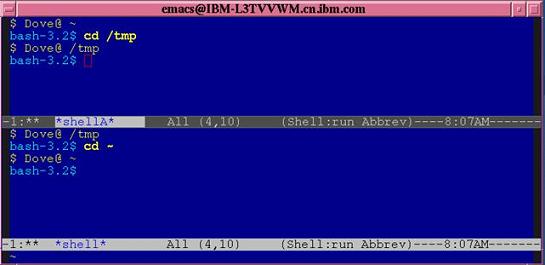 emacs@IBM-L3TVVWM.cn.ibm.com
$ Dove@ ~
bash-3.2$ cd /tmp
$ Dove@ /tmp
bash-3.2$
-1:** *shellA* All (4,10) (Shell:run Abbrev)----8:07AM-------
$ Dove@ /tmp
bash-3.2$ cd ~
$ Dove@ ~
bash-3.2$
-1:** *shell* All (4,10) (Shell:run Abbrev)----8:07AM-------
~